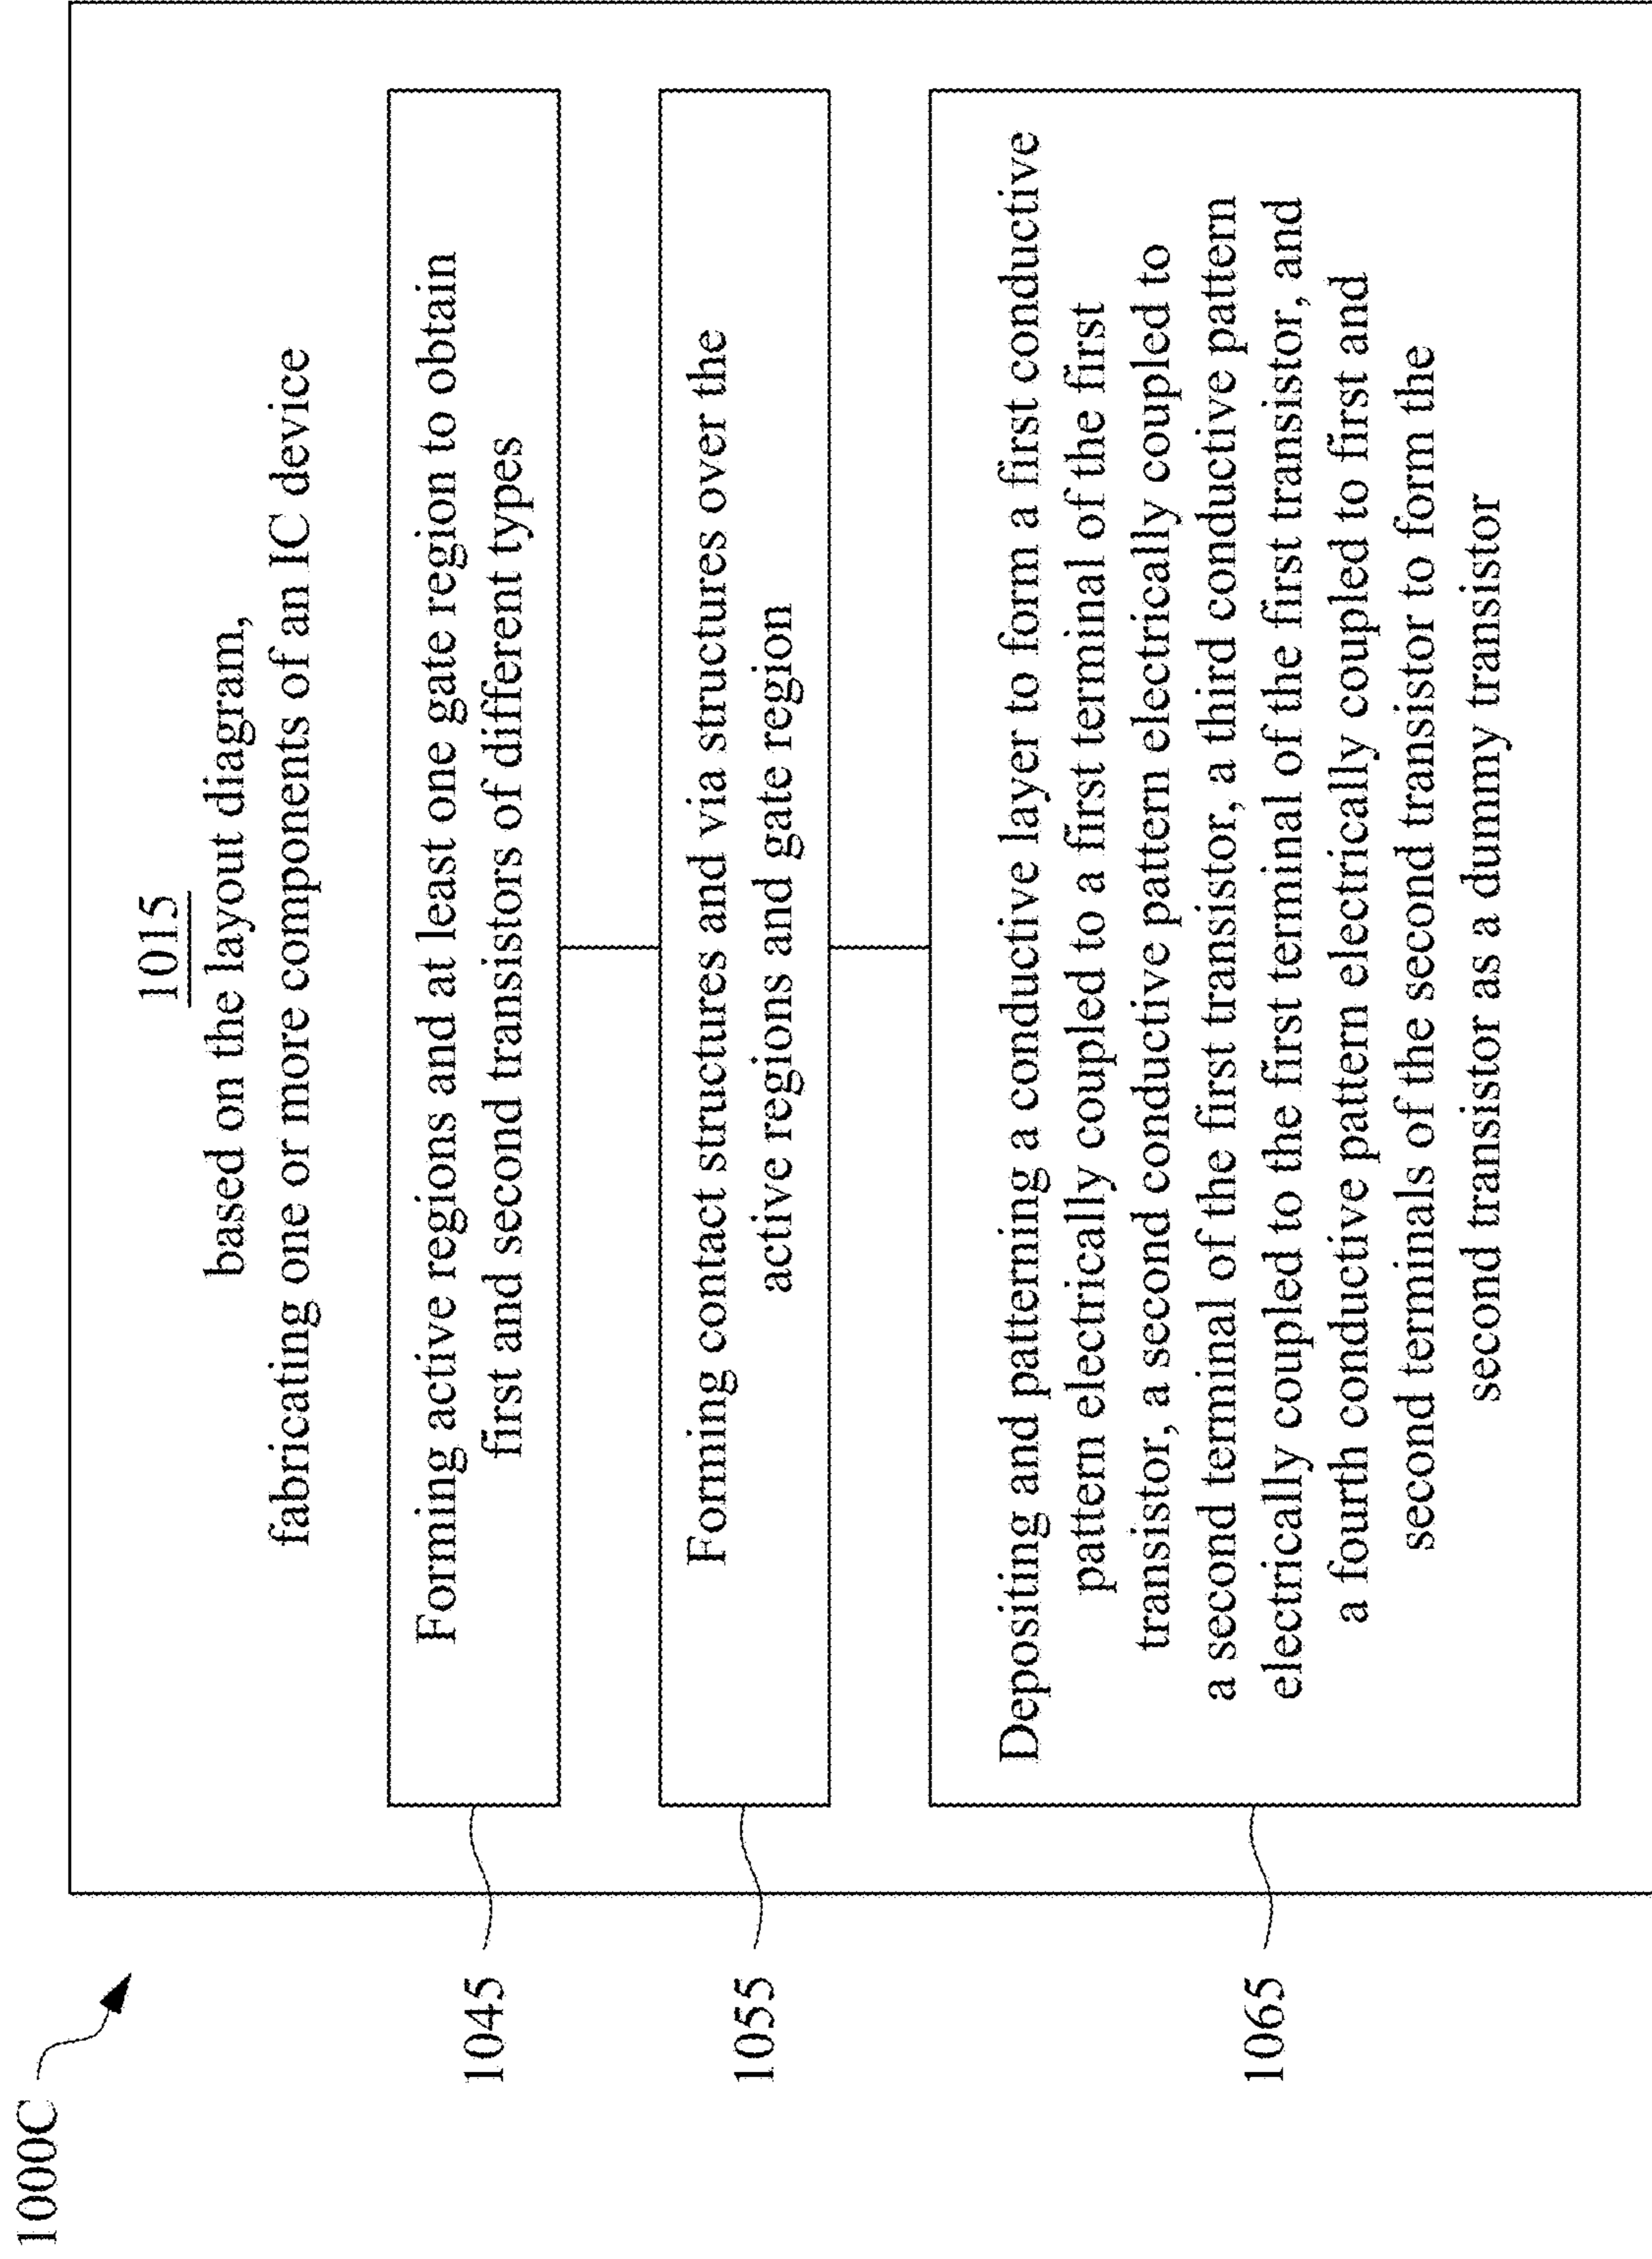 1000C
1015
based on the layout diagram,
fabricating one or more components of an IC device
1045
Forming active regions and at least one gate region to obtain
first and second transistors of different types
1055
Forming contact structures and via structures over the
active regions and gate region
1065
Depositing and patterning a conductive layer to form a first conductive
pattern electrically coupled to a first terminal of the first
transistor, a second conductive pattern electrically coupled to
a second terminal of the first transistor, a third conductive pattern
electrically coupled to the first terminal of the first transistor, and
a fourth conductive pattern electrically coupled to first and
second terminals of the second transistor to form the
second transistor as a dummy transistor